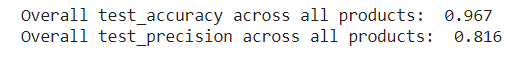 Overall test_accuracy across all products:  0.967
Overall test_precision across all products:  0.816